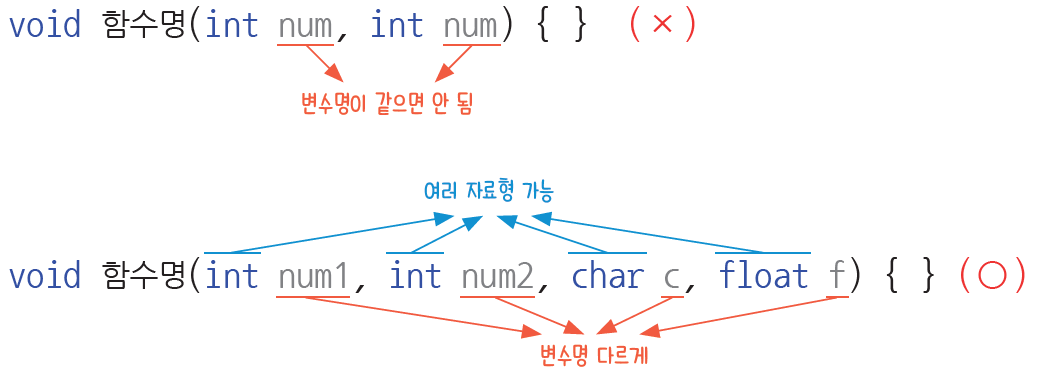 void 함수명(int num, int num) { } (×)
변수명이 같으면 안 됨
여러 자료형 가능
void 함수명(int num1, int num2, char c, float f) { } (○)
변수명 다르게